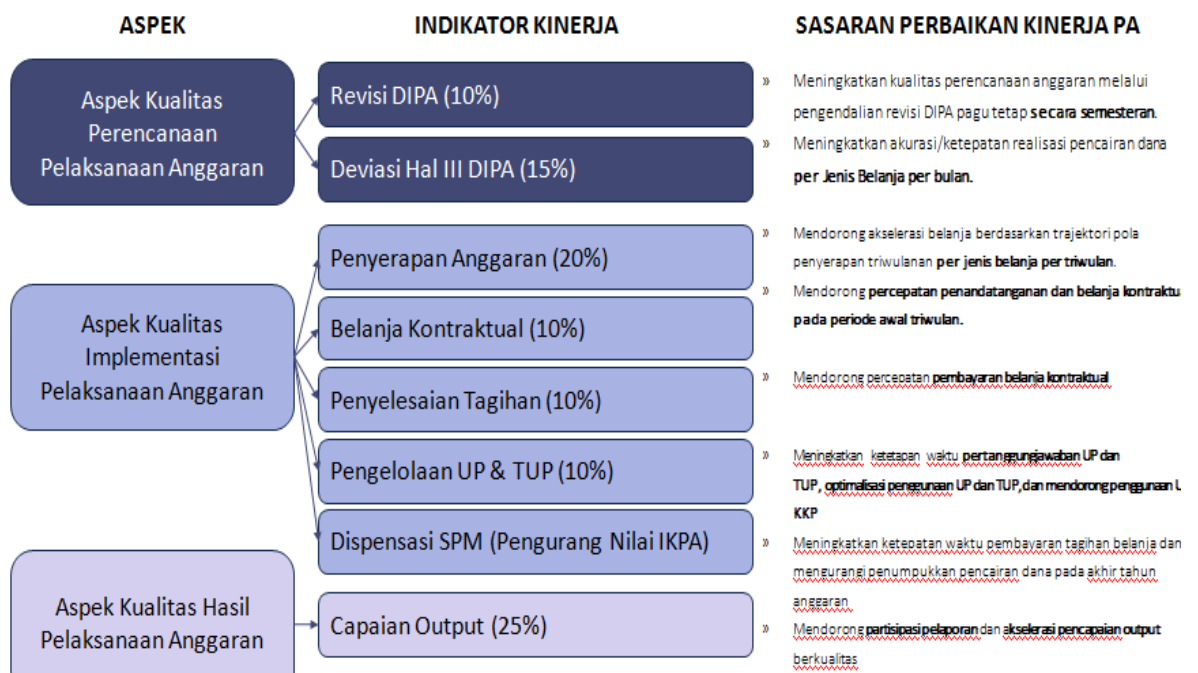 ASPEK
INDIKATOR KINERJA
SASARAN PERBAIKAN KINERJA PA
Aspek Kualitas
Perencanaan
Pelaksanaan Anggaran
Revisi DIPA (10%)
Deviasi Hal III DIPA (15%)
» Meningkatkan kualitas perencanaan anggaran melalui
pengendalian revisi DIPA pagu tetap secara semesteran.
» Meningkatkan akurasi/ketepatan realisasi pencairan dana
per Jenis Belanja per bulan.
Aspek Kualitas
Implementasi
Pelaksanaan Anggaran
Penyerapan Anggaran (20%)
Belanja Kontraktual (10%)
Penyelesaian Tagihan (10%)
Pengelolaan UP & TUP (10%)
Dispensasi SPM (Pengurang Nilai IKPA)
» Mendorong akselerasi belanja berdasarkan trajektori pola
penyerapan triwulanan per jenis belanja per triwulan.
» Mendorong percepatan penandatanganan dan belanja kontraktu
pada periode awal triwulan.
» Mendorong percepatan pembayaran belanja kontraktual
» Meningkatkan ketetapan waktu pertanggungjawaban UP dan
TUP, optimalisasi penggunaan UP dan TUP,dan mendorong penggunaan U
KKP
» Meningkatkan ketepatan waktu pembayaran tagihan belanja dan
mengurangi penumpukkan pencairan dana pada akhir tahun
anggaran
Aspek Kualitas Hasil
Pelaksanaan Anggaran
Capaian Output (25%)
» Mendorong partisipasi pelaporan dan akselerasi pencapaian output
berkualitas